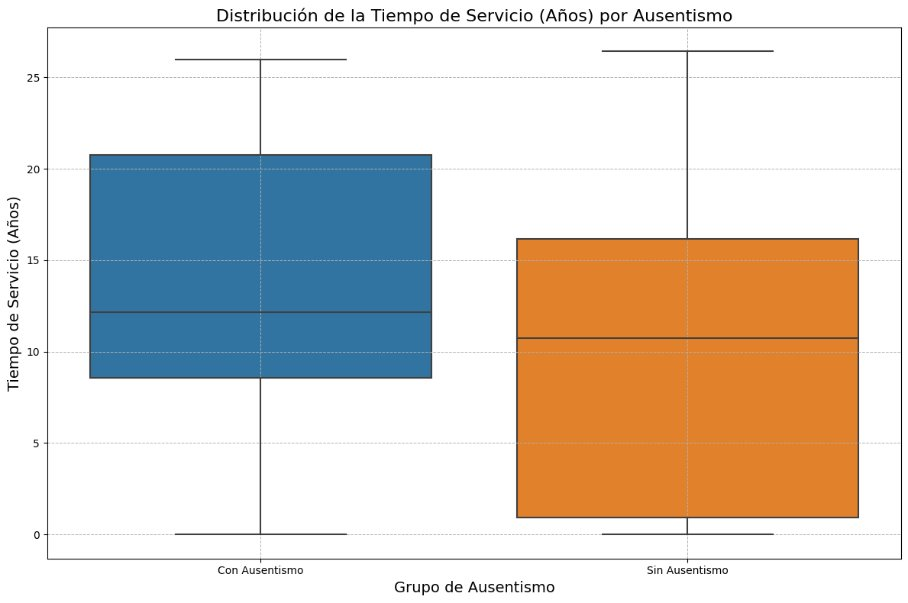 Distribución de la Tiempo de Servicio (Años) por Ausentismo
Tiempo de Servicio (Años)
25
20
15
10
5
0
Con Ausentismo
Sin Ausentismo
Grupo de Ausentismo